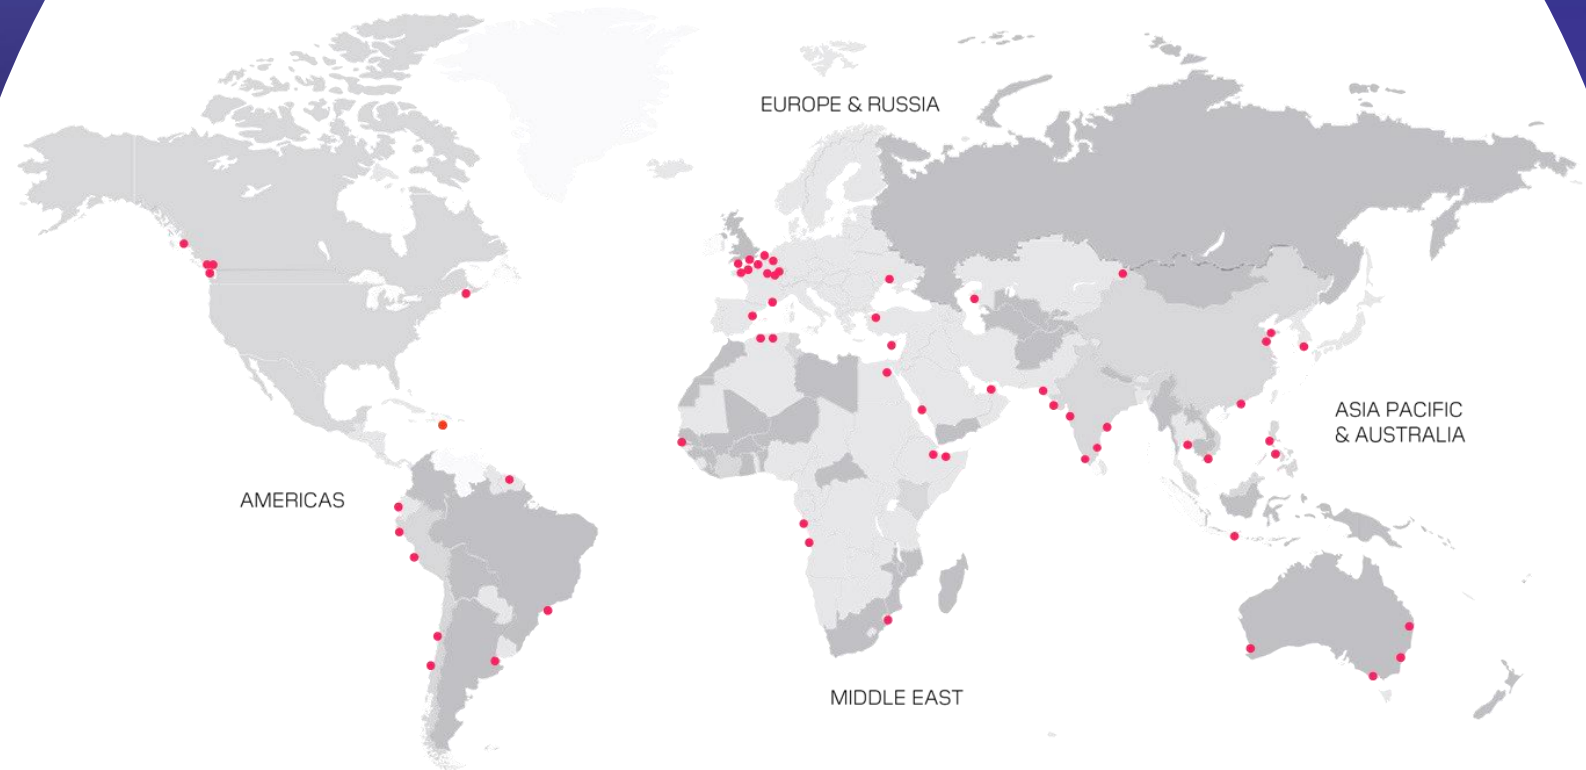 EUROPE & RUSSIA
ASIA PACIFIC
& AUSTRALIA
AMERICAS
MIDDLE EAST